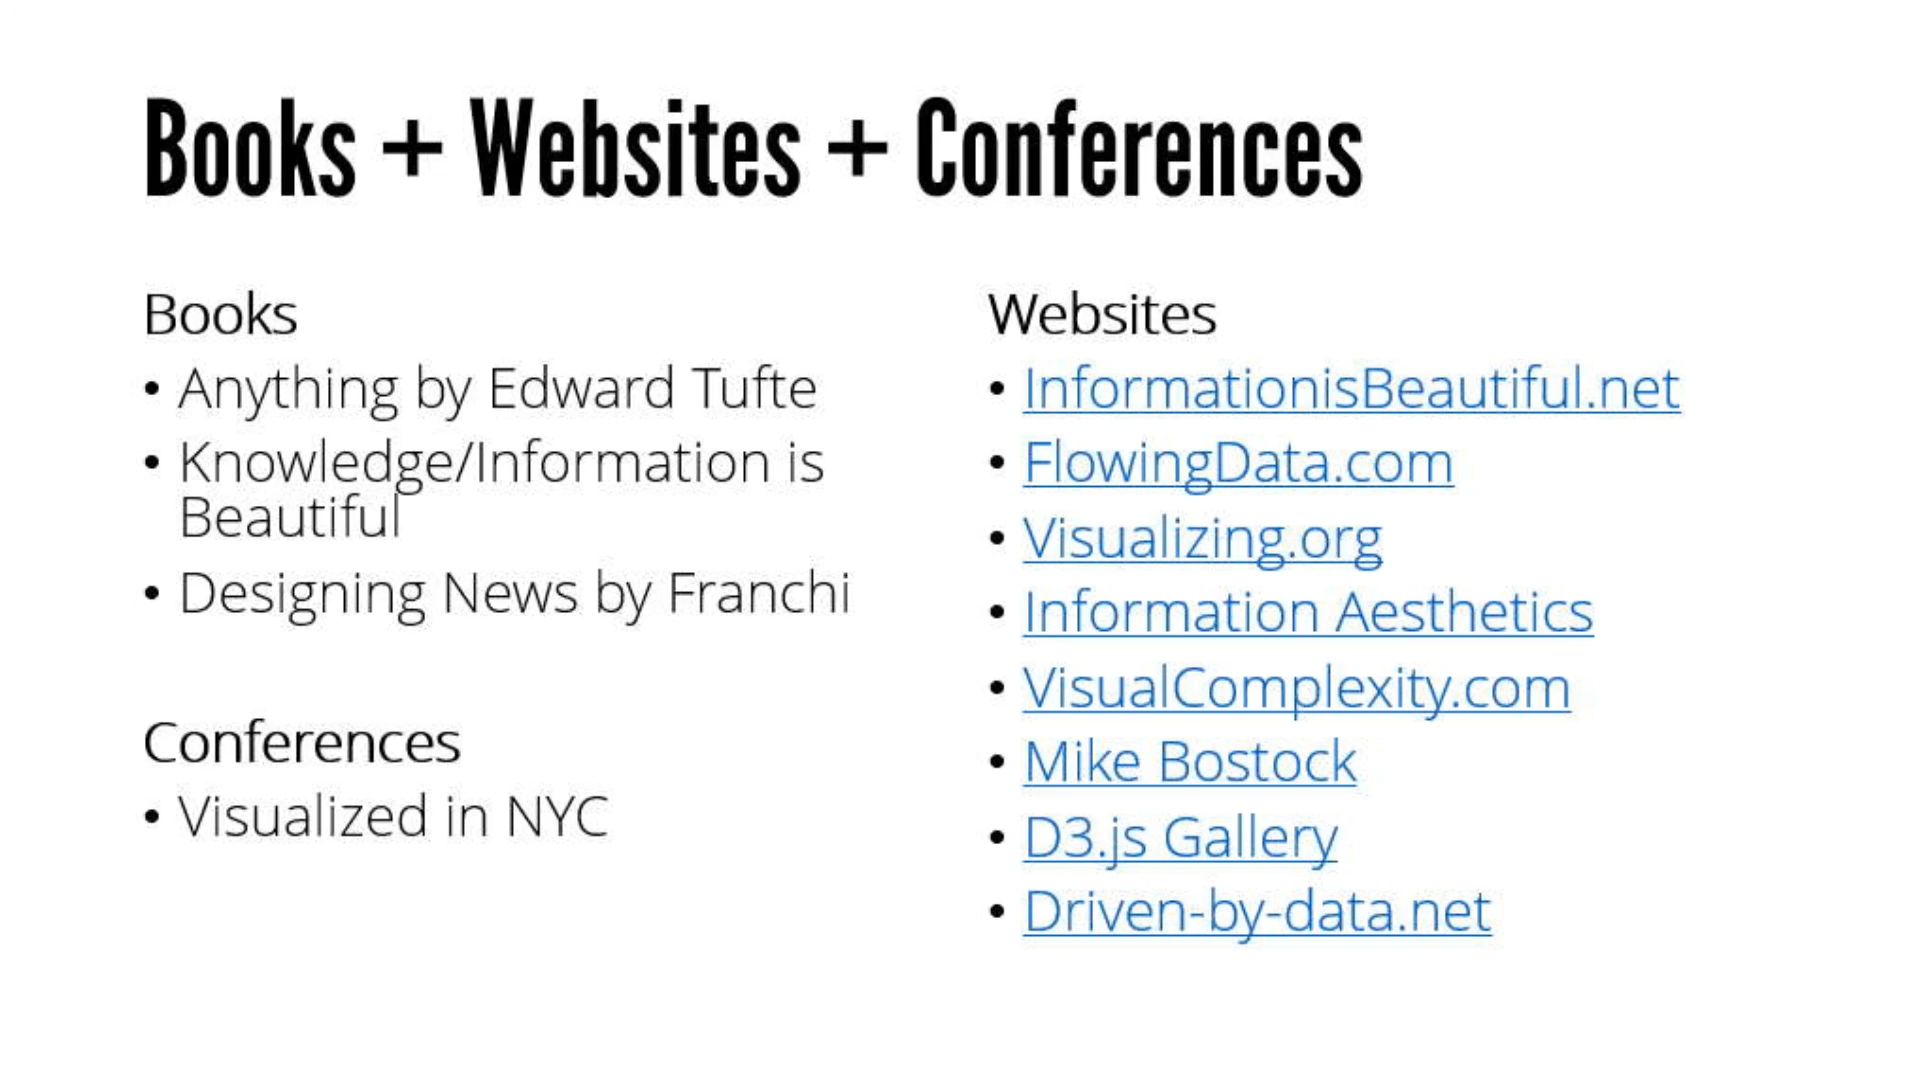 Books + Websites + Conferences
Books
• Anything by Edward Tufte
• Knowledge/Information is
Beautiful
• Designing News by Franchi
Conferences
• Visualized in NYC
Websites
• InformationisBeautiful.net
• FlowingData.com
• Visualizing.org
• Information Aesthetics
• VisualComplexity.com
• Mike Bostock
• D3.js Gallery
• Driven-by-data.net